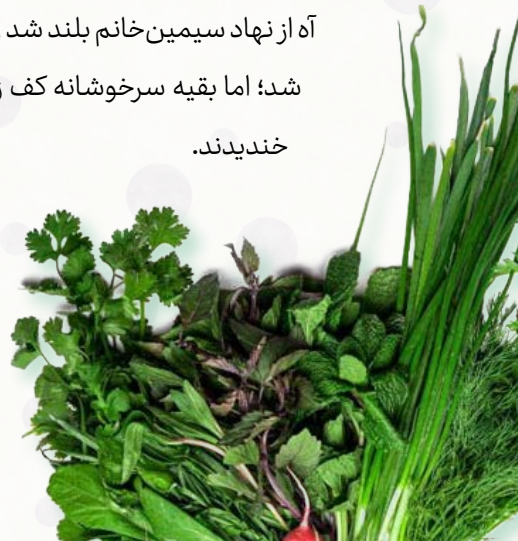 آه از نهاد سیمین‌خانم بلند شد
شد؛ اما بقیه سرخوشانه کف
خندیدند.